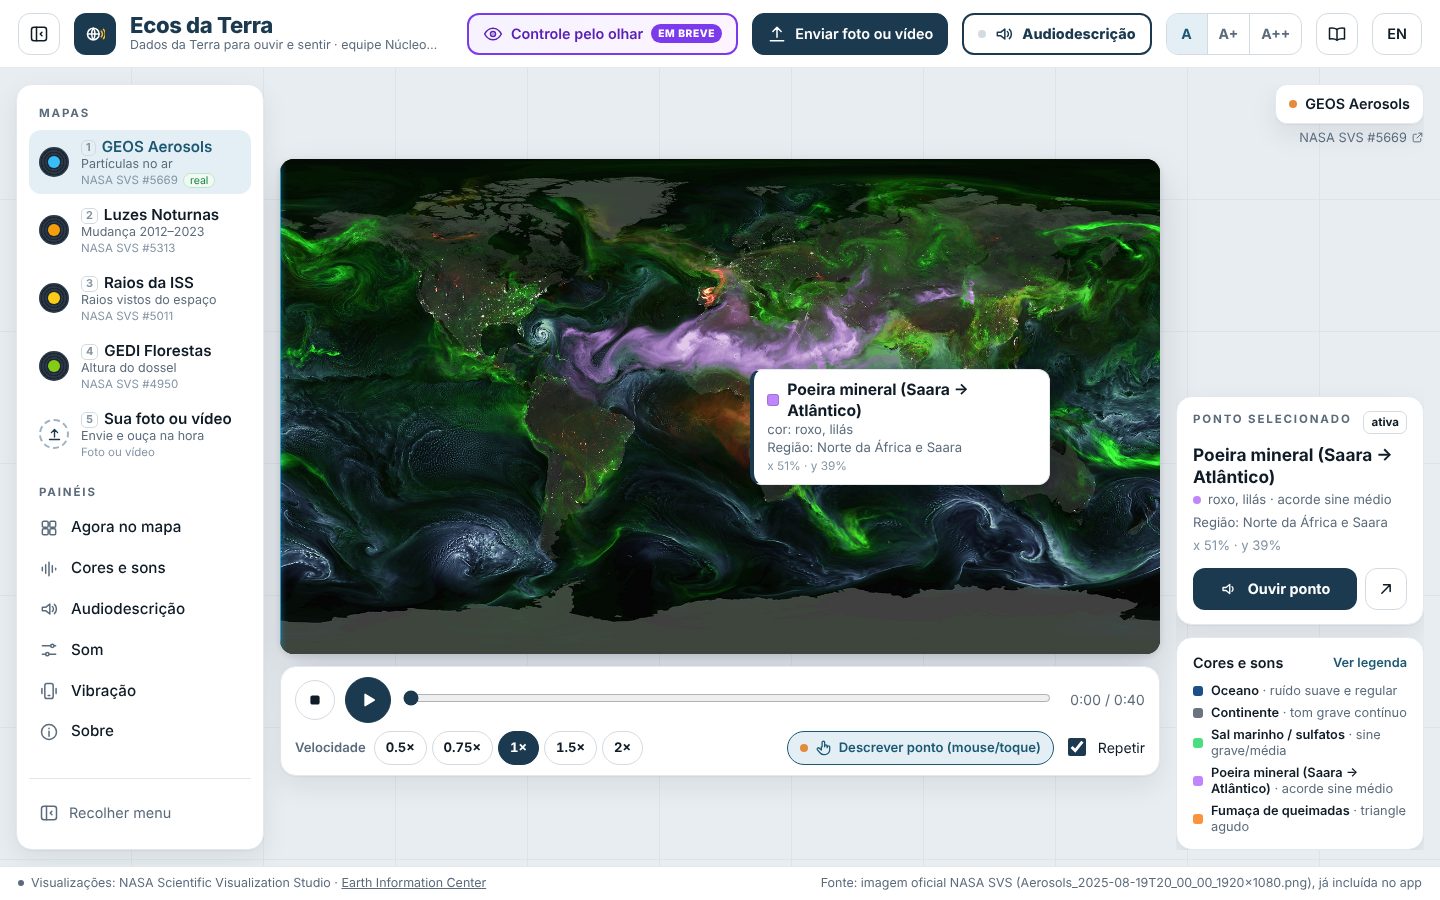 Ecos da Terra
Dados da Terra para ouvir e sentir · equipe Núcleo...
Controle pelo olhar EM BREVE
Enviar foto ou vídeo
Audiodescrição
A A+ A++
EN
MAPAS
1 GEOS Aerosols
Partículas no ar
NASA SVS #5669 real
2 Luzes Noturnas
Mudança 2012–2023
NASA SVS #5313
3 Raios da ISS
Raios vistos do espaço
NASA SVS #5011
4 GEDI Florestas
Altura do dossel
NASA SVS #4950
5 Sua foto ou vídeo
Envie e ouça na hora
Foto ou vídeo
PAINÉIS
Agora no mapa
Cores e sons
Audiodescrição
Som
Vibração
Sobre
Recolher menu
Poeira mineral (Saara →
Atlântico)
cor: roxo, lilás
Região: Norte da África e Saara
x 51% · y 39%
0:00 / 0:40
Velocidade 0.5× 0.75× 1× 1.5× 2×
Descrever ponto (mouse/toque)
Repetir
GEOS Aerosols
NASA SVS #5669
PONTO SELECIONADO ativa
Poeira mineral (Saara →
Atlântico)
roxo, lilás · acorde sine médio
Região: Norte da África e Saara
x 51% · y 39%
Ouvir ponto
Cores e sons Ver legenda
Oceano · ruído suave e regular
Continente · tom grave contínuo
Sal marinho / sulfatos · sine
grave/média
Poeira mineral (Saara →
Atlântico) · acorde sine médio
Fumaça de queimadas · triangle
agudo
Visualizações: NASA Scientific Visualization Studio · Earth Information Center
Fonte: imagem oficial NASA SVS (Aerosols_2025-08-19T20_00_00_1920×1080.png), já incluída no app